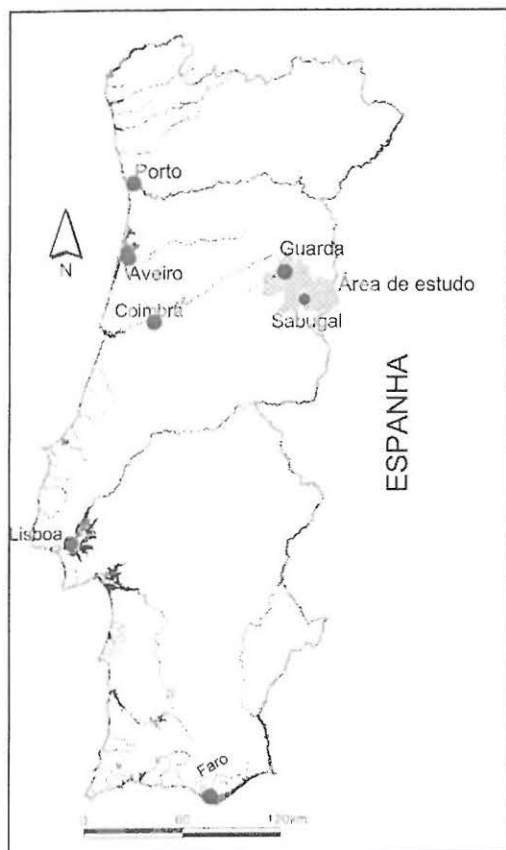 Porto
N
Aveiro
Guarda
Área de estudo
Coimbra
Sabugal
ESPANHA
Lisboa
Faro
0 60 120km